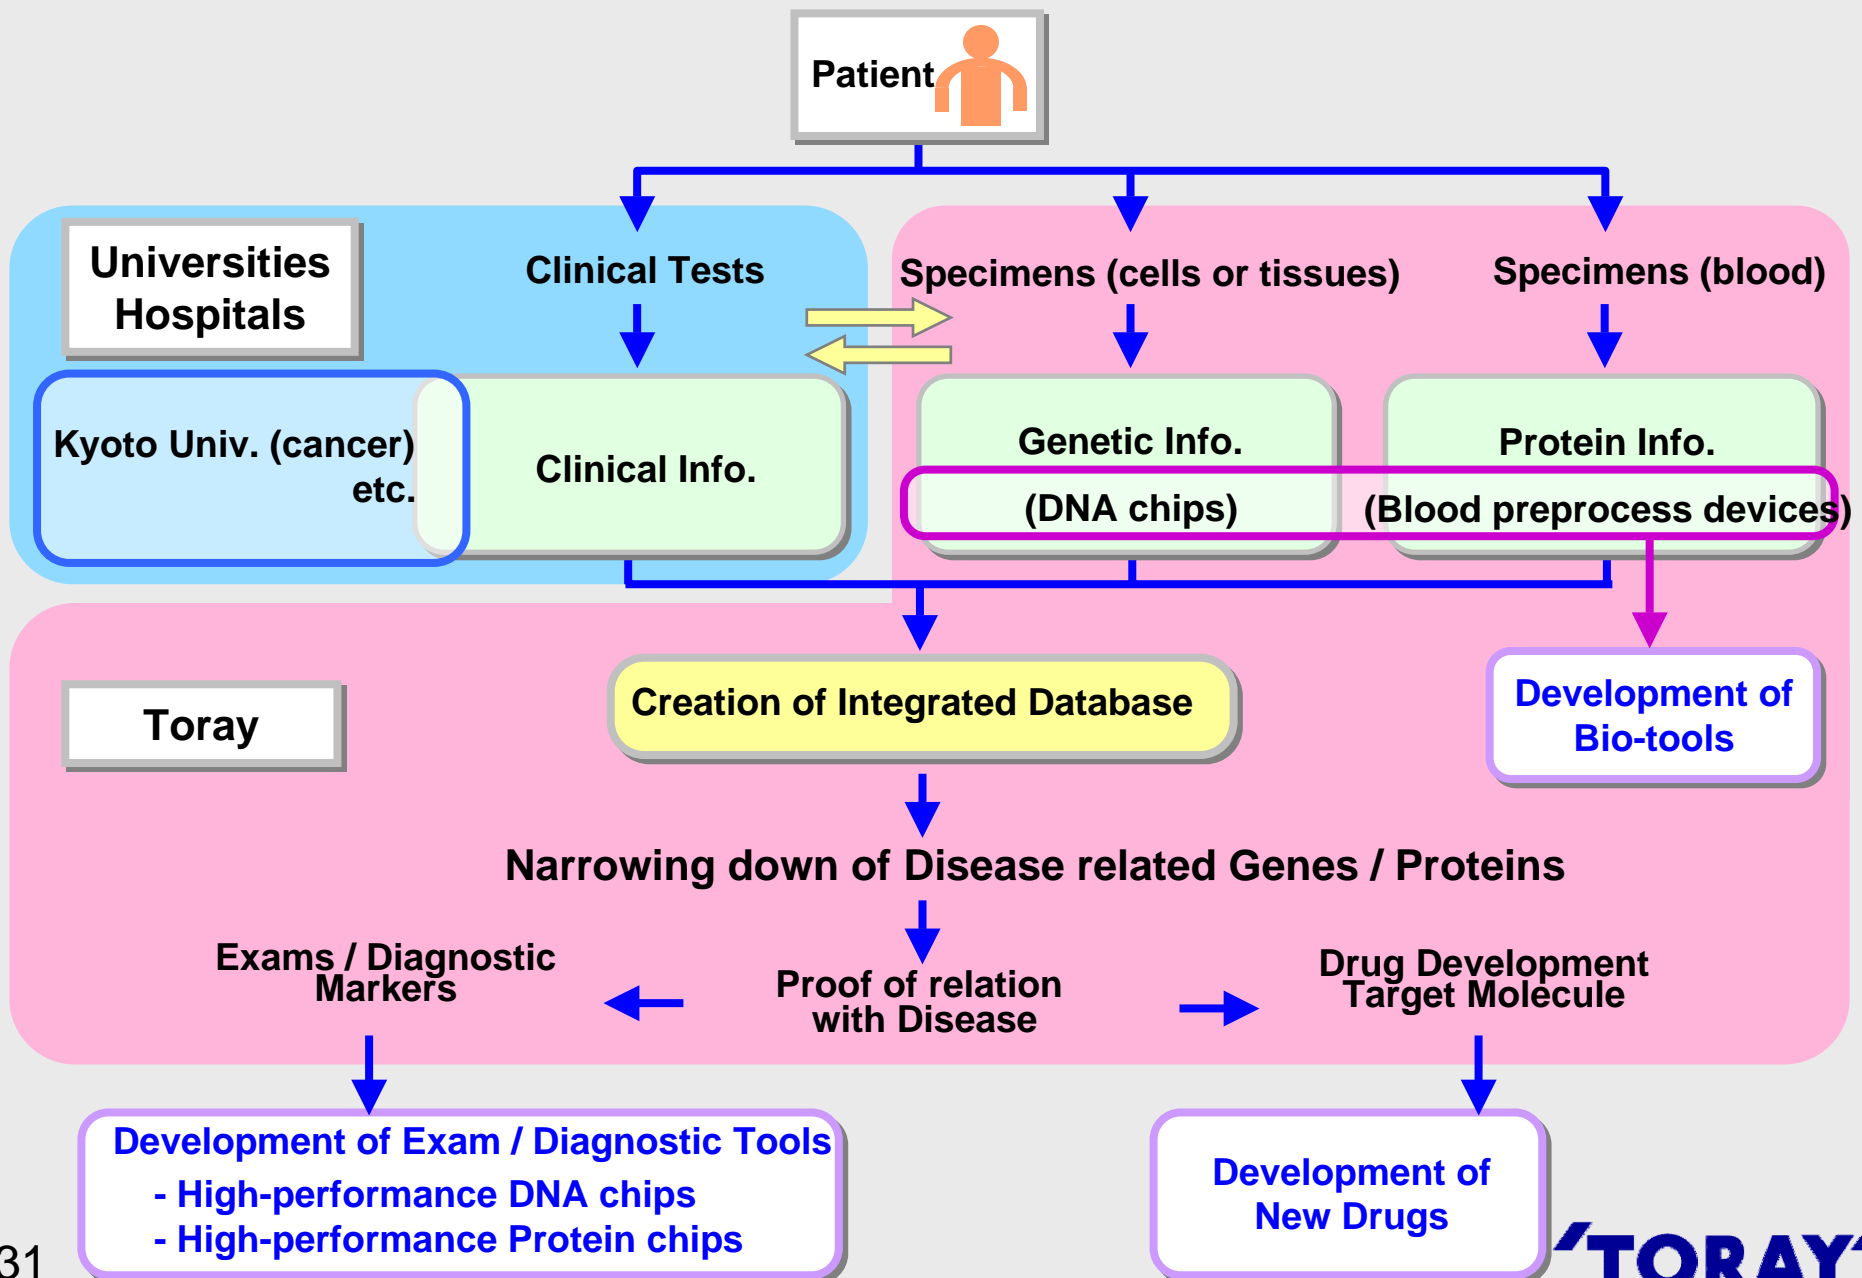 Patient
Universities
Hospitals
Clinical Tests
Specimens (cells or tissues)
Specimens (blood)
Kyoto Univ. (cancer)
etc.
Clinical Info.
Genetic Info.
(DNA chips)
Protein Info.
(Blood preprocess devices)
Toray
Creation of Integrated Database
Development of
Bio-tools
Narrowing down of Disease related Genes / Proteins
Exams / Diagnostic
Markers
Proof of relation
with Disease
Drug Development
Target Molecule
Development of Exam / Diagnostic Tools
- High-performance DNA chips
- High-performance Protein chips
Development of
New Drugs
31
'TORAY'